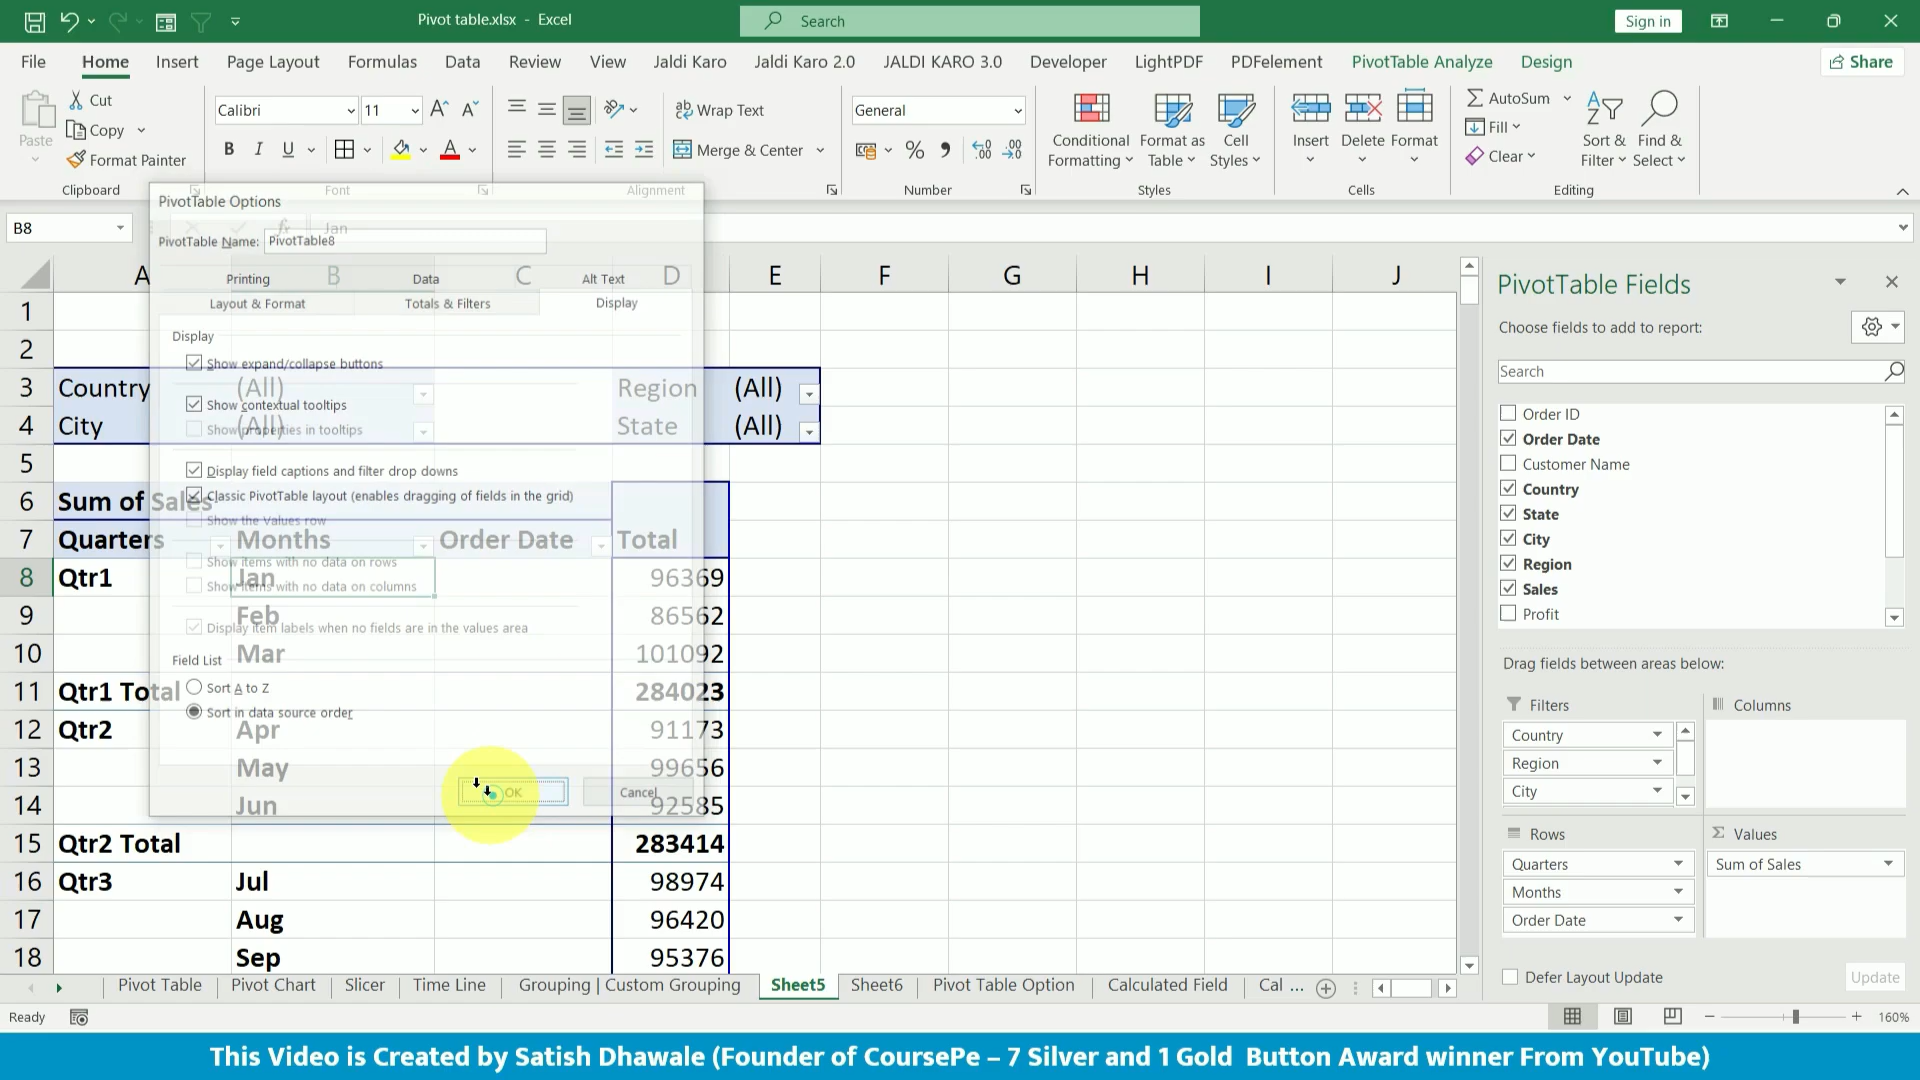 Pivot table.xlsx - Excel
Search
Sign in
File Home Insert Page Layout Formulas Data Review View Jaldi Karo Jaldi Karo 2.0 JALDI KARO 3.0 Developer LightPDF PDFelement PivotTable Analyze Design Share
Paste
Cut
Copy
Format Painter
Clipboard
Calibri 11
B I U
Font
Wrap Text
Merge & Center
Alignment
General
Number
Conditional Formatting
Format as Table
Cell Styles
Styles
Insert Delete Format
Cells
AutoSum
Fill
Clear
Sort & Filter
Find & Select
Editing
B8
Jan
PivotTable Options
PivotTable Name: PivotTable8
Printing Data Alt Text
Layout & Format Totals & Filters Display
Display
Show expand/collapse buttons
Show contextual tooltips
Show properties in tooltips
Display field captions and filter drop downs
Classic PivotTable layout (enables dragging of fields in the grid)
Show the Values row
Show items with no data on rows
Show items with no data on columns
Display item labels when no fields are in the values area
Field List
Sort A to Z
Sort in data source order
OK Cancel
A B C D E F G H I J
1
2
3 Country (All) Region (All)
4 City (All) State (All)
5
6 Sum of Sales
7 Quarters Months Order Date Total
8 Qtr1 Jan 96369
9 Feb 86562
10 Mar 101092
11 Qtr1 Total 284023
12 Qtr2 Apr 91173
13 May 99656
14 Jun 92585
15 Qtr2 Total 283414
16 Qtr3 Jul 98974
17 Aug 96420
18 Sep 95376
PivotTable Fields
Choose fields to add to report:
Search
Order ID
Order Date
Customer Name
Country
State
City
Region
Sales
Profit
Drag fields between areas below:
Filters
Country
Region
City
Columns
Rows
Quarters
Months
Order Date
Σ Values
Sum of Sales
Defer Layout Update Update
Pivot Table Pivot Chart Slicer Time Line Grouping | Custom Grouping Sheet5 Sheet6 Pivot Table Option Calculated Field Cal ...
Ready
160%
This Video is Created by Satish Dhawale (Founder of CoursePe – 7 Silver and 1 Gold Button Award winner From YouTube)